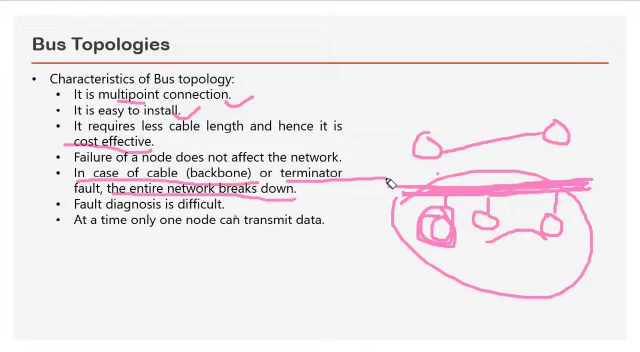 Bus Topologies
• Characteristics of Bus topology:
• It is multipoint connection.
• It is easy to install.
• It requires less cable length and hence it is
cost effective.
• Failure of a node does not affect the network.
• In case of cable (backbone) or terminator
fault, the entire network breaks down.
• Fault diagnosis is difficult.
• At a time only one node can transmit data.